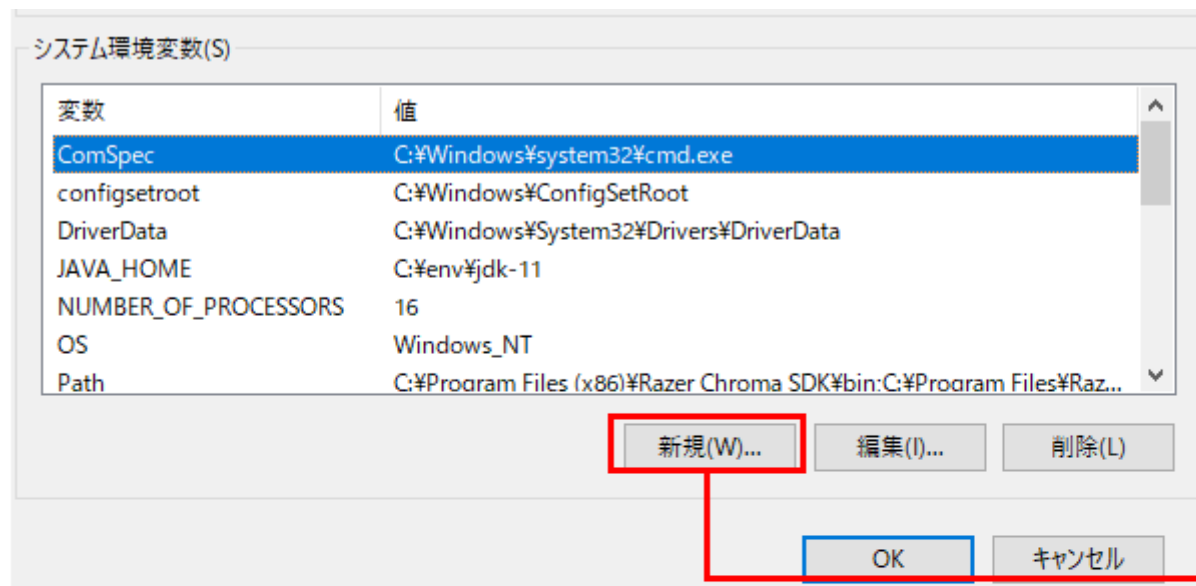 システム環境変数(S)
変数 値
ComSpec C:¥Windows¥system32¥cmd.exe
configsetroot C:¥Windows¥ConfigSetRoot
DriverData C:¥Windows¥System32¥Drivers¥DriverData
JAVA_HOME C:¥env¥jdk-11
NUMBER_OF_PROCESSORS 16
OS Windows_NT
Path C:¥Program Files (x86)¥Razer Chroma SDK¥bin;C:¥Program Files¥Raz...
新規(W)... 編集(I)... 削除(L)
OK キャンセル